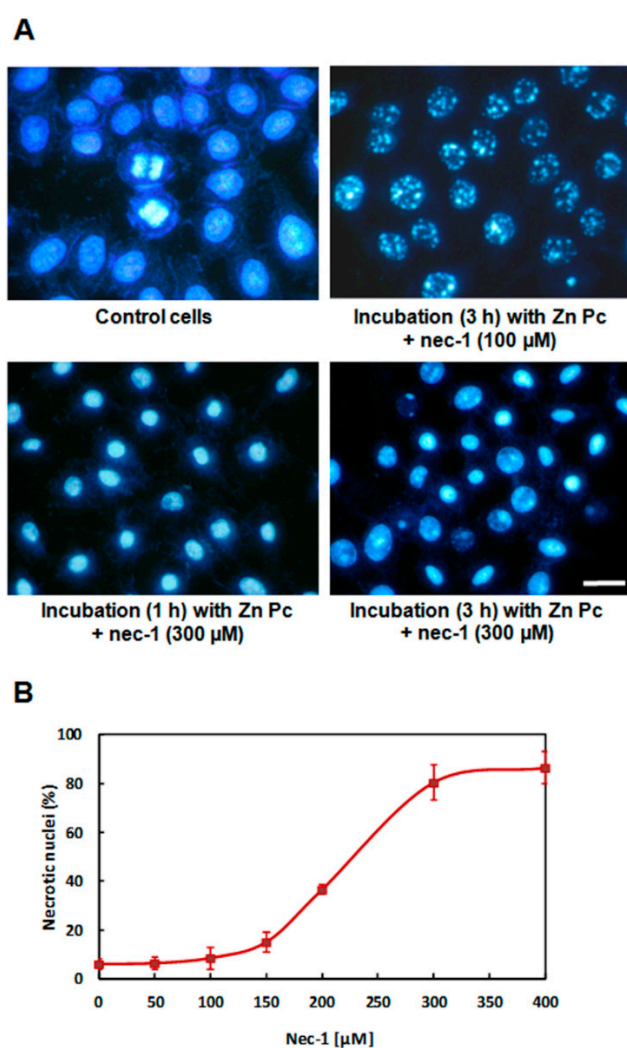 A
Control cells
Incubation (3 h) with Zn Pc
+ nec-1 (100 µM)
Incubation (1 h) with Zn Pc
+ nec-1 (300 µM)
Incubation (3 h) with Zn Pc
+ nec-1 (300 µM)
B
Necrotic nuclei (%)
100
80
60
40
20
0
0 50 100 150 200 250 300 350 400
Nec-1 [µM]